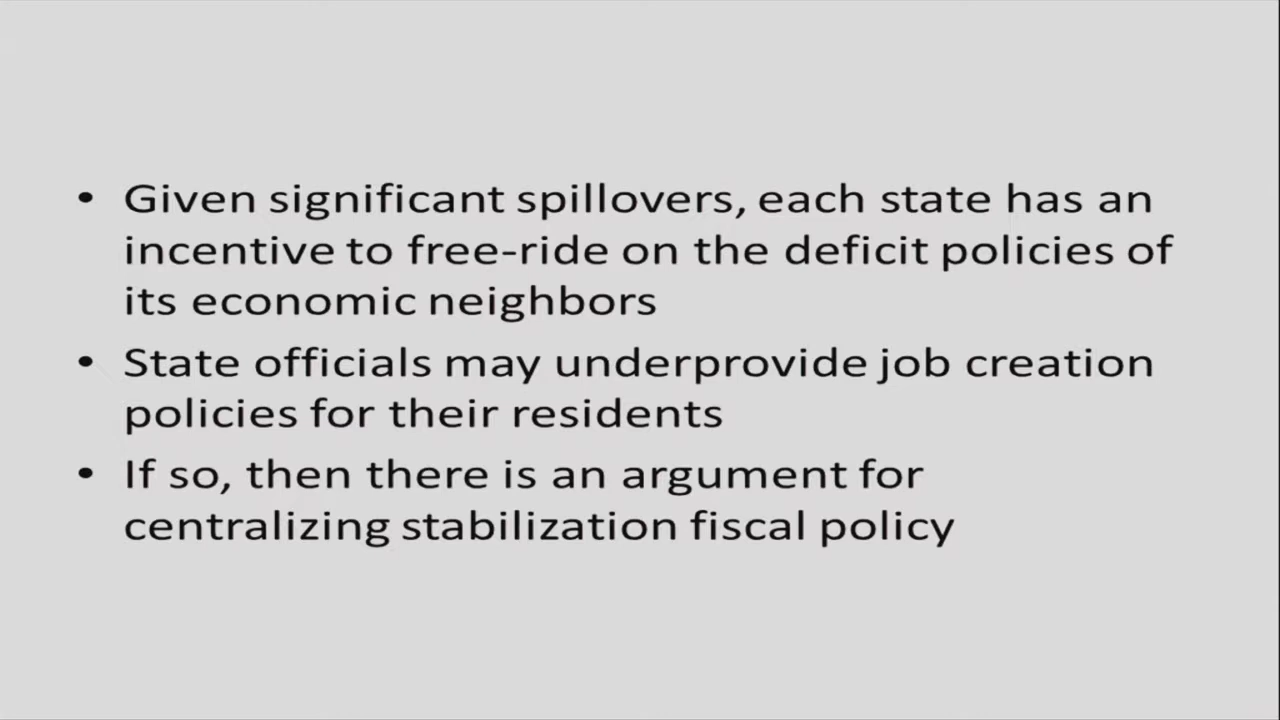 • Given significant spillovers, each state has an
incentive to free-ride on the deficit policies of
its economic neighbors
• State officials may underprovide job creation
policies for their residents
• If so, then there is an argument for
centralizing stabilization fiscal policy